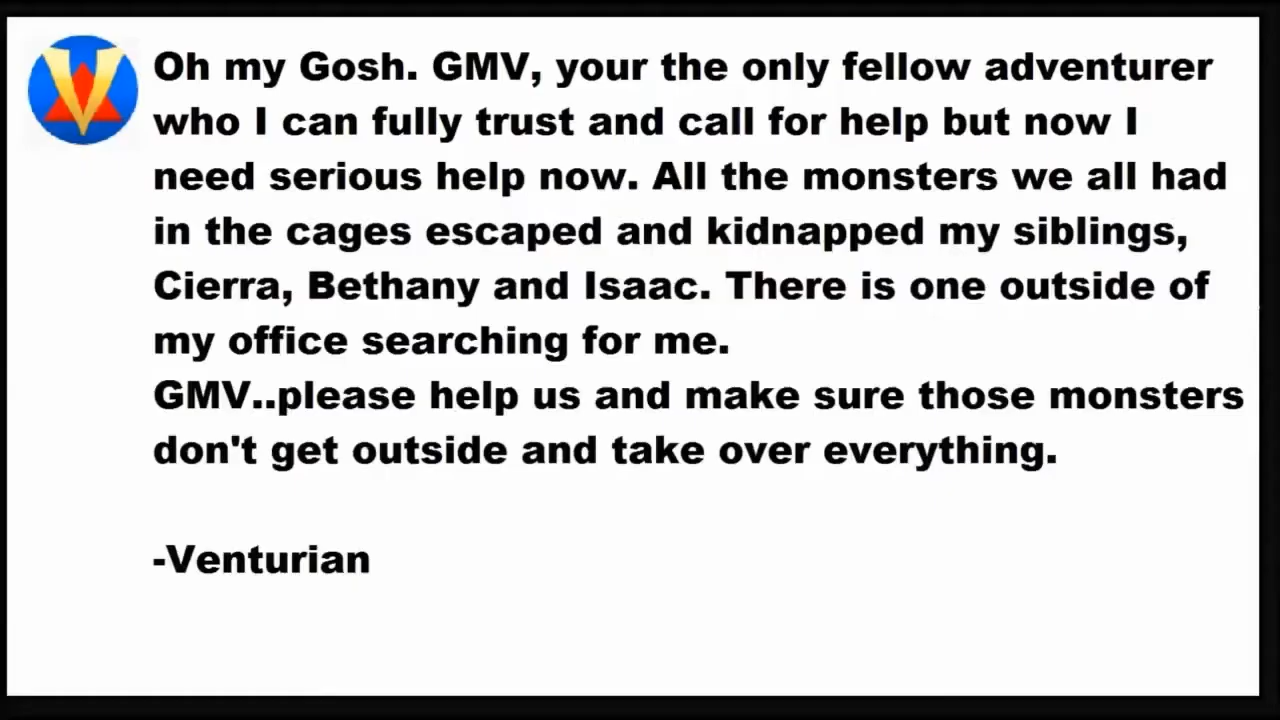 Oh my Gosh. GMV, your the only fellow adventurer
who I can fully trust and call for help but now I
need serious help now. All the monsters we all had
in the cages escaped and kidnapped my siblings,
Cierra, Bethany and Isaac. There is one outside of
my office searching for me.
GMV..please help us and make sure those monsters
don't get outside and take over everything.
-Venturian